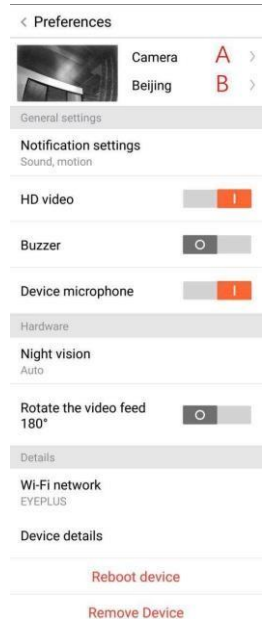 < Preferences
Camera A >
Beijing B >
General settings
Notification settings
Sound, motion
HD video
Buzzer
Device microphone
Hardware
Night vision
Auto
Rotate the video feed
180°
Details
Wi-Fi network
EYEPLUS
Device details
Reboot device
Remove Device